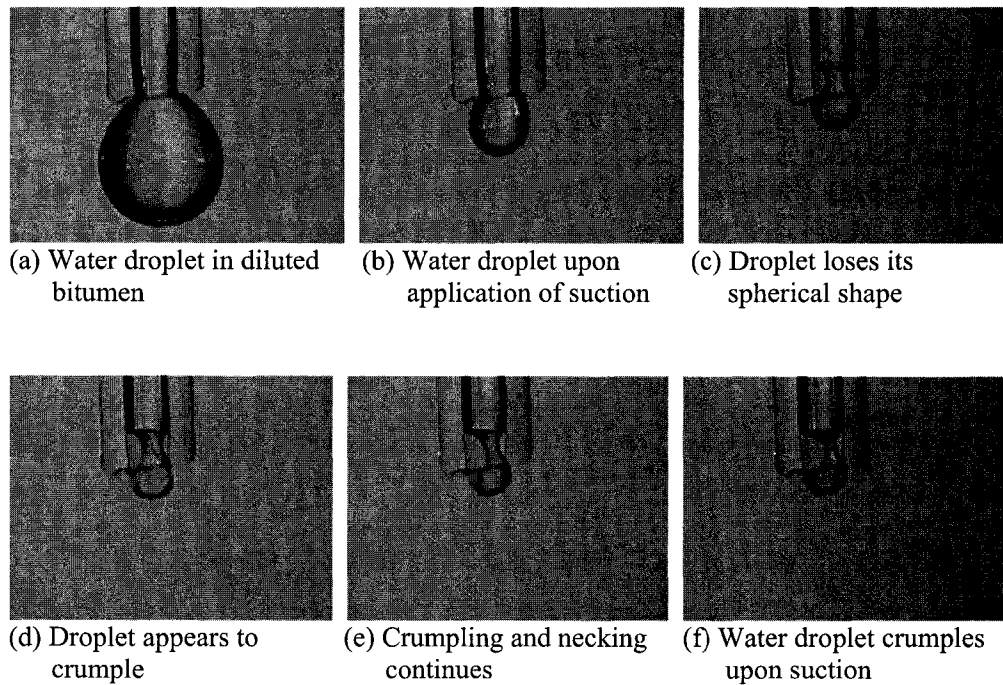 (a) Water droplet in diluted
bitumen
(b) Water droplet upon
application of suction
(c) Droplet loses its
spherical shape
(d) Droplet appears to
crumple
(e) Crumpling and necking
continues
(f) Water droplet crumples
upon suction